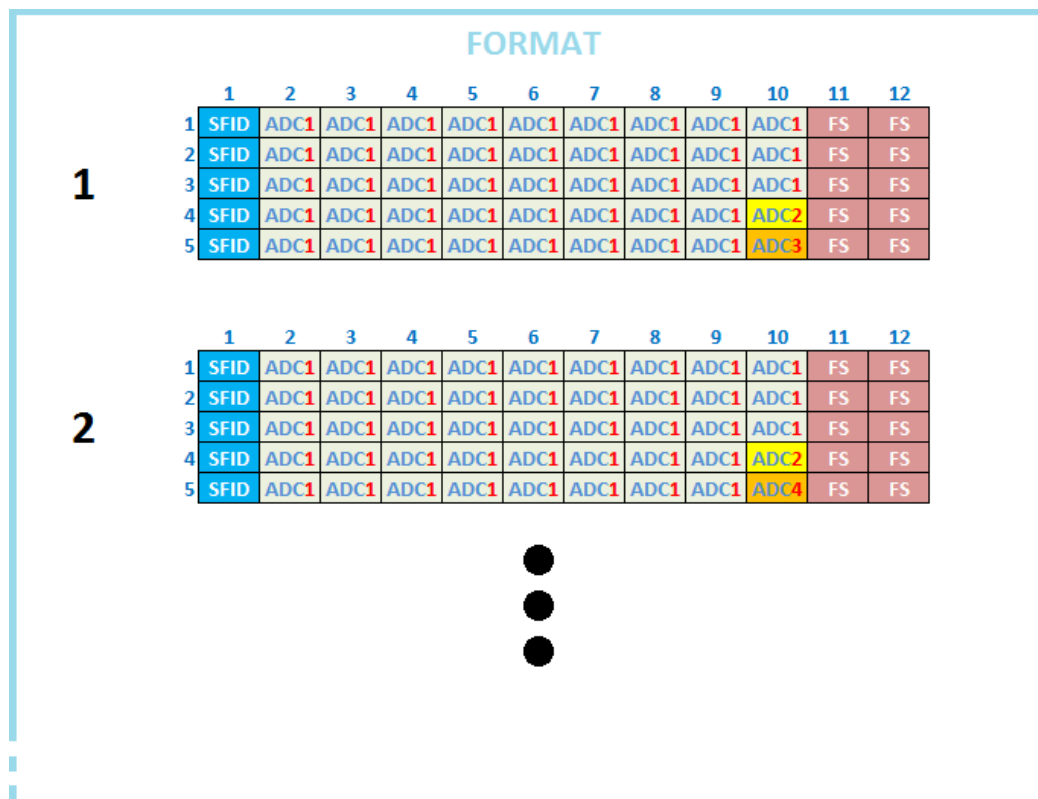 FORMAT
1 2 3 4 5 6 7 8 9 10 11 12
1 SFID ADC1 ADC1 ADC1 ADC1 ADC1 ADC1 ADC1 ADC1 ADC1 FS FS
2 SFID ADC1 ADC1 ADC1 ADC1 ADC1 ADC1 ADC1 ADC1 ADC1 FS FS
1
3 SFID ADC1 ADC1 ADC1 ADC1 ADC1 ADC1 ADC1 ADC1 ADC1 FS FS
4 SFID ADC1 ADC1 ADC1 ADC1 ADC1 ADC1 ADC1 ADC1 ADC2 FS FS
5 SFID ADC1 ADC1 ADC1 ADC1 ADC1 ADC1 ADC1 ADC1 ADC3 FS FS
1 2 3 4 5 6 7 8 9 10 11 12
1 SFID ADC1 ADC1 ADC1 ADC1 ADC1 ADC1 ADC1 ADC1 ADC1 FS FS
2 SFID ADC1 ADC1 ADC1 ADC1 ADC1 ADC1 ADC1 ADC1 ADC1 FS FS
2
3 SFID ADC1 ADC1 ADC1 ADC1 ADC1 ADC1 ADC1 ADC1 ADC1 FS FS
4 SFID ADC1 ADC1 ADC1 ADC1 ADC1 ADC1 ADC1 ADC1 ADC2 FS FS
5 SFID ADC1 ADC1 ADC1 ADC1 ADC1 ADC1 ADC1 ADC1 ADC4 FS FS